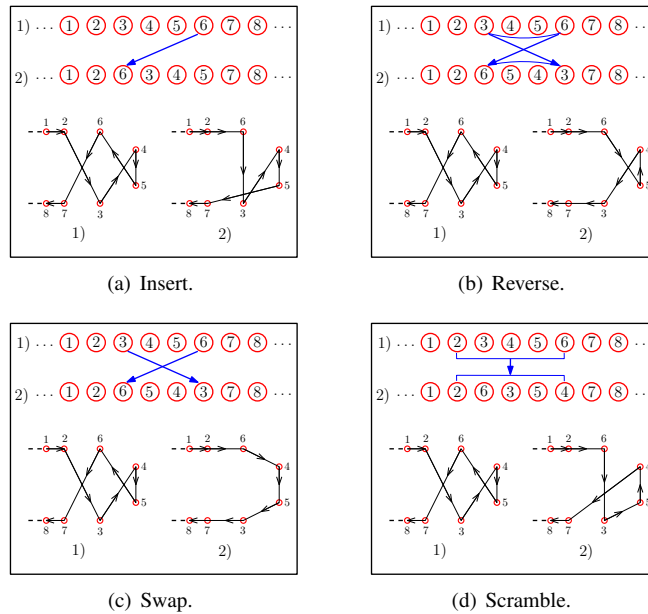 1) ··· 1 2 3 4 5 6 7 8 ···
2) ··· 1 2 6 3 4 5 7 8 ···
1 2 6 4 5 3 7 8
1 2 6 4 5 3 7 8
1) 2)
(a) Insert.
1) ··· 1 2 3 4 5 6 7 8 ···
2) ··· 1 2 6 4 5 3 7 8 ···
1 2 6 4 5 3 7 8
1 2 6 4 5 3 7 8
1) 2)
(b) Reverse.
1) ··· 1 2 3 4 5 6 7 8 ···
2) ··· 1 2 6 5 4 3 7 8 ···
1 2 6 4 5 3 7 8
1 2 6 4 5 3 7 8
1) 2)
(c) Swap.
1) ··· 1 2 3 4 5 6 7 8 ···
2) ··· 1 2 6 3 5 4 7 8 ···
1 2 6 4 5 3 7 8
1 2 6 4 5 3 7 8
1) 2)
(d) Scramble.